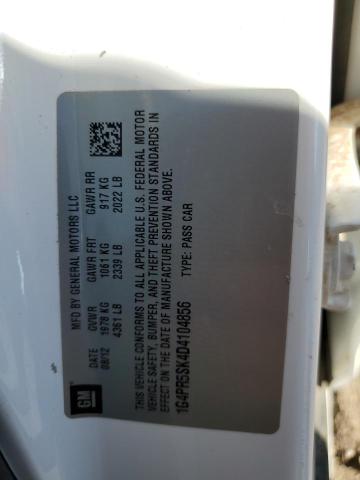 GM
MFD BY GENERAL MOTORS LLC
DATE GVWR GAWR FRT GAWR RR
08/12 1978 KG 1061 KG 917 KG
4361 LB 2339 LB 2022 LB
THIS VEHICLE CONFORMS TO ALL APPLICABLE U.S. FEDERAL MOTOR
VEHICLE SAFETY, BUMPER, AND THEFT PREVENTION STANDARDS IN
EFFECT ON THE DATE OF MANUFACTURE SHOWN ABOVE.
1G4PR5SK4D4104856 TYPE: PASS CAR